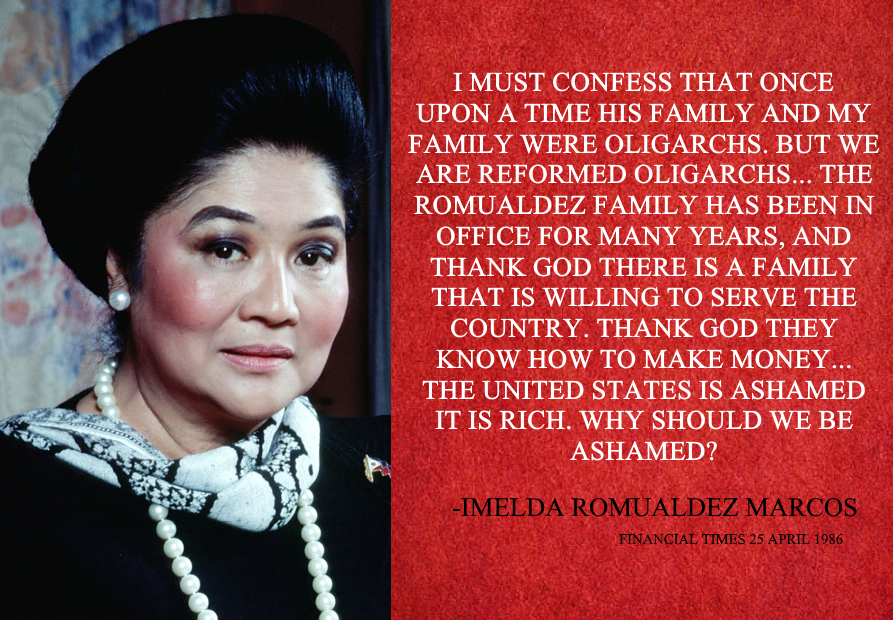 I MUST CONFESS THAT ONCE
UPON A TIME HIS FAMILY AND MY
FAMILY WERE OLIGARCHS. BUT WE
ARE REFORMED OLIGARCHS... THE
ROMUALDEZ FAMILY HAS BEEN IN
OFFICE FOR MANY YEARS, AND
THANK GOD THERE IS A FAMILY
THAT IS WILLING TO SERVE THE
COUNTRY. THANK GOD THEY
KNOW HOW TO MAKE MONEY...
THE UNITED STATES IS ASHAMED
IT IS RICH. WHY SHOULD WE BE
ASHAMED?
-IMELDA ROMUALDEZ MARCOS
FINANCIAL TIMES 25 APRIL 1986